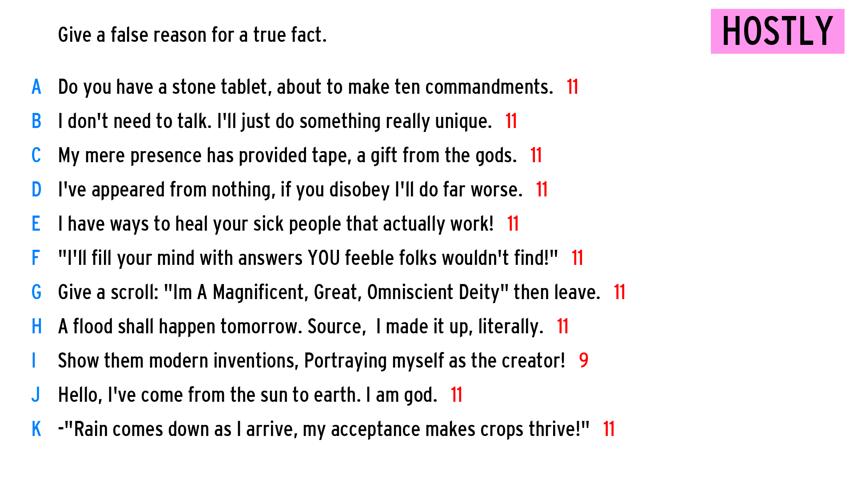 HOSTLY
Give a false reason for a true fact.
A Do you have a stone tablet, about to make ten commandments. 11
B I don't need to talk. I'll just do something really unique. 11
C My mere presence has provided tape, a gift from the gods. 11
D I've appeared from nothing, if you disobey I'll do far worse. 11
E I have ways to heal your sick people that actually work! 11
F "I'll fill your mind with answers YOU feeble folks wouldn't find!" 11
G Give a scroll: "Im A Magnificent, Great, Omniscient Deity" then leave. 11
H A flood shall happen tomorrow. Source,  I made it up, literally. 11
I Show them modern inventions, Portraying myself as the creator! 9
J Hello, I've come from the sun to earth. I am god. 11
K -"Rain comes down as I arrive, my acceptance makes crops thrive!" 11